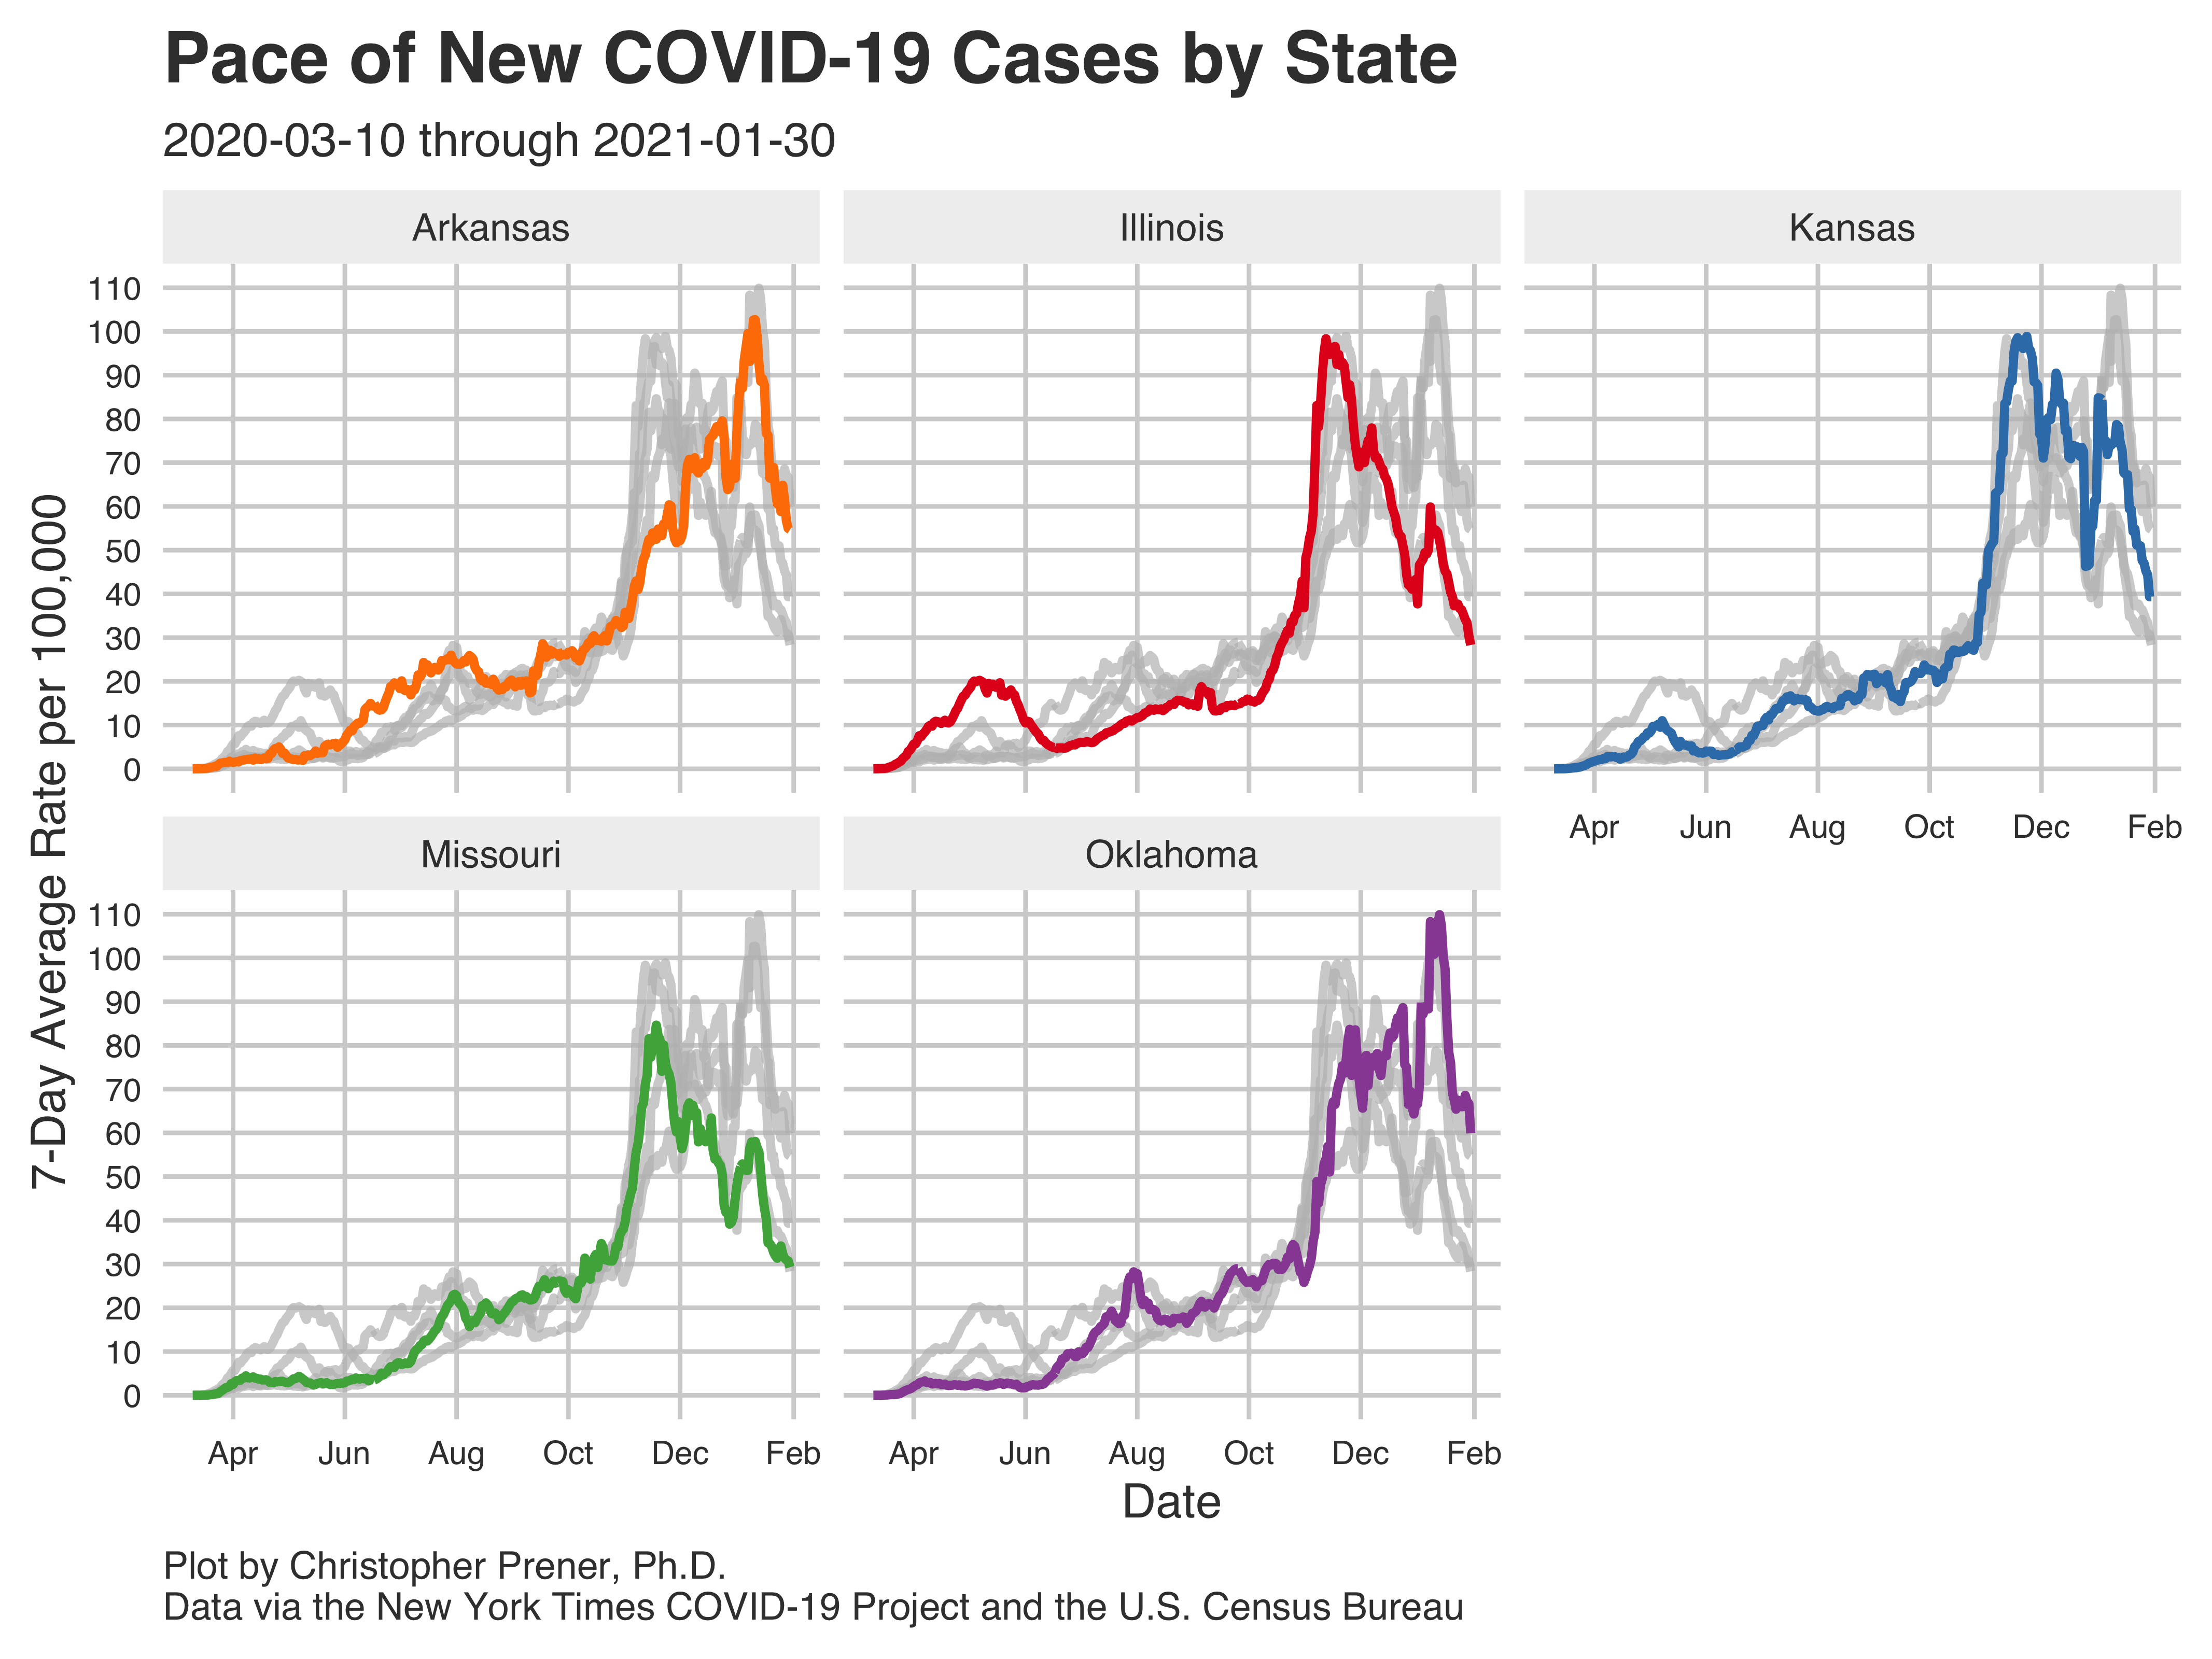 Pace of New COVID-19 Cases by State
2020-03-10 through 2021-01-30
Arkansas
Illinois
Kansas
7-Day Average Rate per 100,000
110
100
90
80
70
60
50
40
30
20
10
0
Apr Jun Aug Oct Dec Feb
Missouri
Oklahoma
110
100
90
80
70
60
50
40
30
20
10
0
Apr Jun Aug Oct Dec Feb
Apr Jun Aug Oct Dec Feb
Date
Plot by Christopher Prener, Ph.D.
Data via the New York Times COVID-19 Project and the U.S. Census Bureau